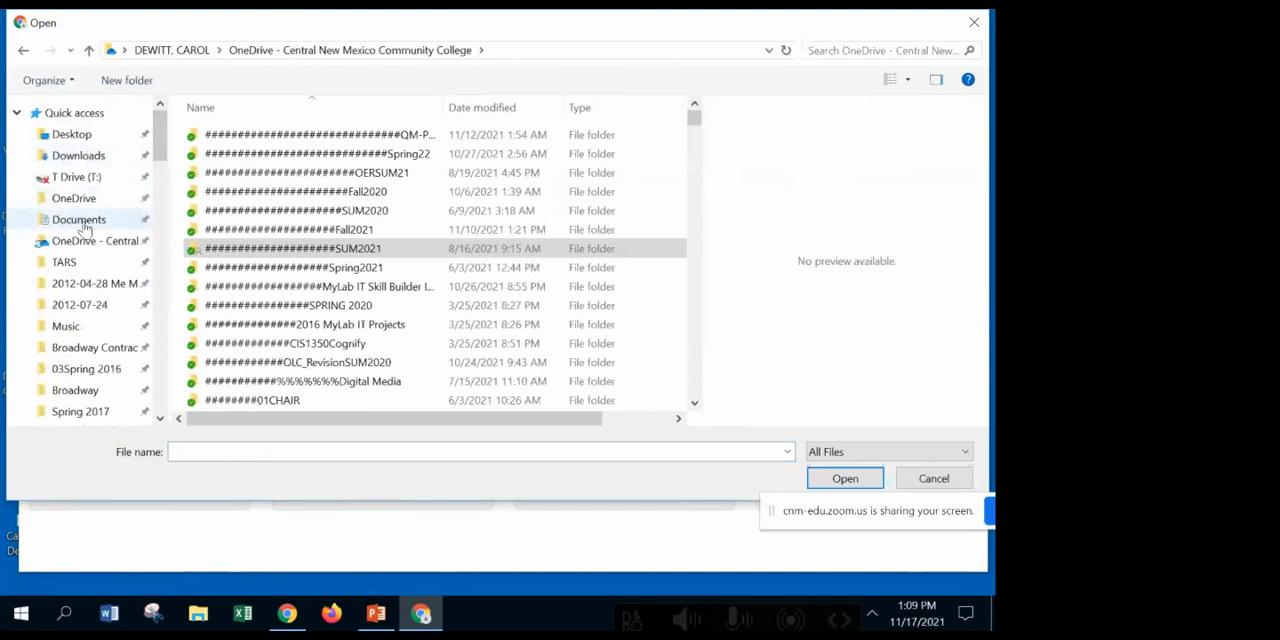 Open
DEWITT, CAROL > OneDrive - Central New Mexico Community College >
Search OneDrive - Central New...
Organize
New folder
Name
Date modified
Type
Quick access
Desktop
Downloads
T Drive (T:)
OneDrive
Documents
OneDrive - Central
TARS
2012-04-28 Me M
2012-07-24
Music
Broadway Contrac
03Spring 2016
Broadway
Spring 2017
##############################QM-P... 11/12/2021 1:54 AM File folder
############################Spring22 10/27/2021 2:56 AM File folder
#######################OERSUM21 8/19/2021 4:45 PM File folder
######################Fall2020 10/6/2021 1:39 AM File folder
#####################SUM2020 6/9/2021 3:18 AM File folder
####################Fall2021 11/10/2021 1:21 PM File folder
####################SUM2021 8/16/2021 9:15 AM File folder
###################Spring2021 6/3/2021 12:44 PM File folder
##################MyLab IT Skill Builder I... 10/26/2021 8:55 PM File folder
################SPRING 2020 3/25/2021 8:27 PM File folder
##############2016 MyLab IT Projects 3/25/2021 8:26 PM File folder
#############CIS1350Cognify 3/25/2021 8:51 PM File folder
############OLC_RevisionSUM2020 10/24/2021 9:43 AM File folder
###########%%%%%%%Digital Media 7/15/2021 11:10 AM File folder
########01CHAIR 6/3/2021 10:26 AM File folder
No preview available.
File name:
All Files
Open
Cancel
cnm-edu.zoom.us is sharing your screen.
Ca
De
1:09 PM
11/17/2021